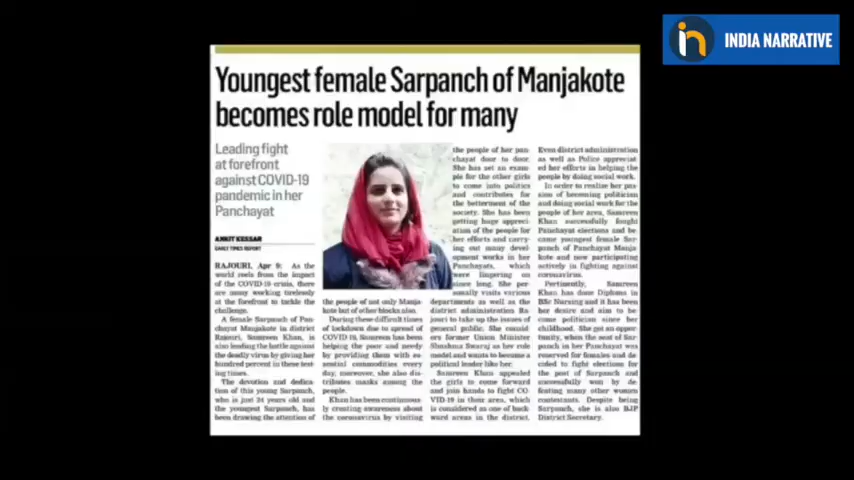 INDIA NARRATIVE
Youngest female Sarpanch of Manjakote
becomes role model for many
Leading fight
at forefront
against COVID-19
pandemic in her
Panchayat
ANKIT KESSAR
DAILY TIMES REPORT
RAJOURI, Apr 9: As the
world reels from the impact
of the COVID-19 crisis, there
are many working tirelessly
at the forefront to tackle the
challenge.
A female Sarpanch of Pan-
chayat Manjakote in district
Rajouri, Samreen Khan, is
also leading the battle against
the deadly virus by giving her
hundred percent in these test-
ing times.
The devotion and dedica-
tion of this young Sarpanch,
who is just 24 years old and
the youngest Sarpanch, has
been drawing the attention of
the people of not only Manja-
kote but of other blocks also.
During these difficult times
of lockdown due to spread of
COVID 19, Samreen has been
helping the poor and needy
by providing them with es-
sential commodities every
day, moreover, she also dis-
tributes masks among the
people.
Khan has been continuous-
ly creating awareness about
the coronavirus by visiting
the people of her pan-
chayat door to door.
She has set an exam-
ple for the other girls
to come into politics
and contributes for
the betterment of the
society. She has been
getting huge appreci-
ation of the people for
her efforts and carry-
ing out many devel-
opment works in her
Panchayats, which
were lingering on
since long. She per-
sonally visits various
departments as well as the
district administration Ra-
jouri to take up the issues of
general public. She consid-
ers former Union Minister
Shushma Swaraj as her role
model and wants to become a
political leader like her.
Samreen Khan appealed
the girls to come forward
and join hands to fight CO-
VID-19 in their area, which
is considered as one of back-
ward areas in the district.
Even district administration
as well as Police appreciat-
ed her efforts in helping the
people by doing social work.
In order to realize her pas-
sion of becoming politician
and doing social work for the
people of her area, Samreen
Khan successfully fought
Panchayat elections and be-
came youngest female Sar-
panch of Panchayat Manja
kote and now participating
actively in fighting against
coronavirus.
Pertinently, Samreen
Khan has done Diploma in
BSc Nursing and it has been
her desire and aim to be-
come politician since her
childhood. She got an oppor-
tunity, when the seat of Sar-
panch in her Panchayat was
reserved for females and de-
cided to fight elections for
the post of Sarpanch and
successfully won by de-
feating many other women
contestants. Despite being
Sarpanch, she is also BJP
District Secretary.